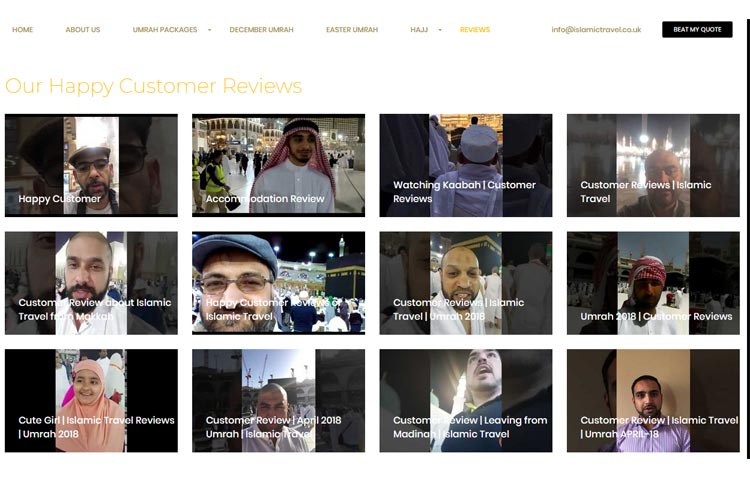 HOME ABOUT US UMRAH PACKAGES DECEMBER UMRAH EASTER UMRAH HAJJ REVIEWS info@islamictravel.co.uk BEAT MY QUOTE
Our Happy Customer Reviews
Happy Customer
Accommodation Review
Watching Kaabah | Customer
Reviews
Customer Reviews | Islamic
Travel
Customer Review about Islamic
Travel from Makkah
Happy Customer Reviews of
Islamic Travel
Customer Reviews | Islamic
Travel | Umrah 2018
Umrah 2018 | Customer Reviews
Cute Girl | Islamic Travel Reviews
| Umrah 2018
Customer Review | April 2018
Umrah | Islamic Travel
Customer Review | Leaving from
Madinah | Islamic Travel
Customer Review | Islamic Travel
| Umrah APRIL-18